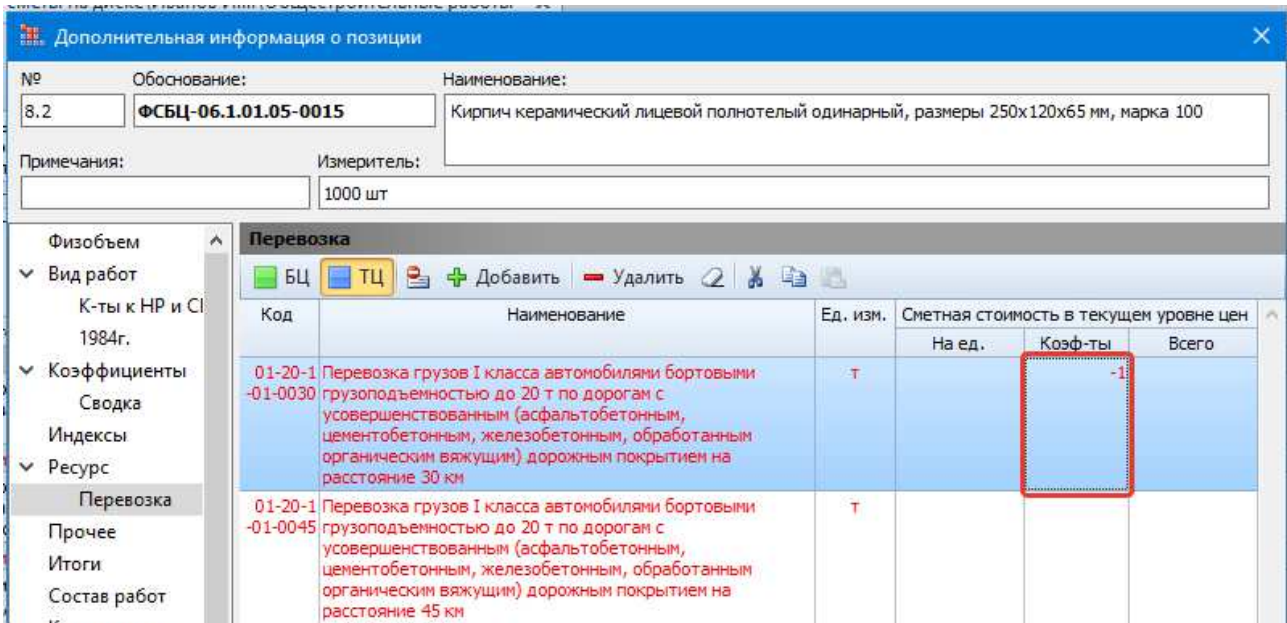 Дополнительная информация о позиции
№ Обоснование: Наименование:
8.2 ФСБЦ-06.1.01.05-0015 Кирпич керамический лицевой полнотелый одинарный, размеры 250х120х65 мм, марка 100
Примечания: Измеритель:
1000 шт
Физобъем
Вид работ
К-ты к НР и
1984г.
Коэффициенты
Сводка
Индексы
Ресурс
Перевозка
Прочее
Итоги
Состав работ
Перевозка
БЦ ТЦ Добавить Удалить
Код Наименование Ед. изм. Сметная стоимость в текущем уровне цен
На ед. Коэф-ты Всего
01-20-1 Перевозка грузов I класса автомобилями бортовыми т -1
-01-0030 грузоподъемностью до 20 т по дорогам с
усовершенствованным (асфальтобетонным,
цементобетонным, железобетонным, обработанным
органическим вяжущим) дорожным покрытием на
расстояние 30 км
01-20-1 Перевозка грузов I класса автомобилями бортовыми т
-01-0045 грузоподъемностью до 20 т по дорогам с
усовершенствованным (асфальтобетонным,
цементобетонным, железобетонным, обработанным
органическим вяжущим) дорожным покрытием на
расстояние 45 км